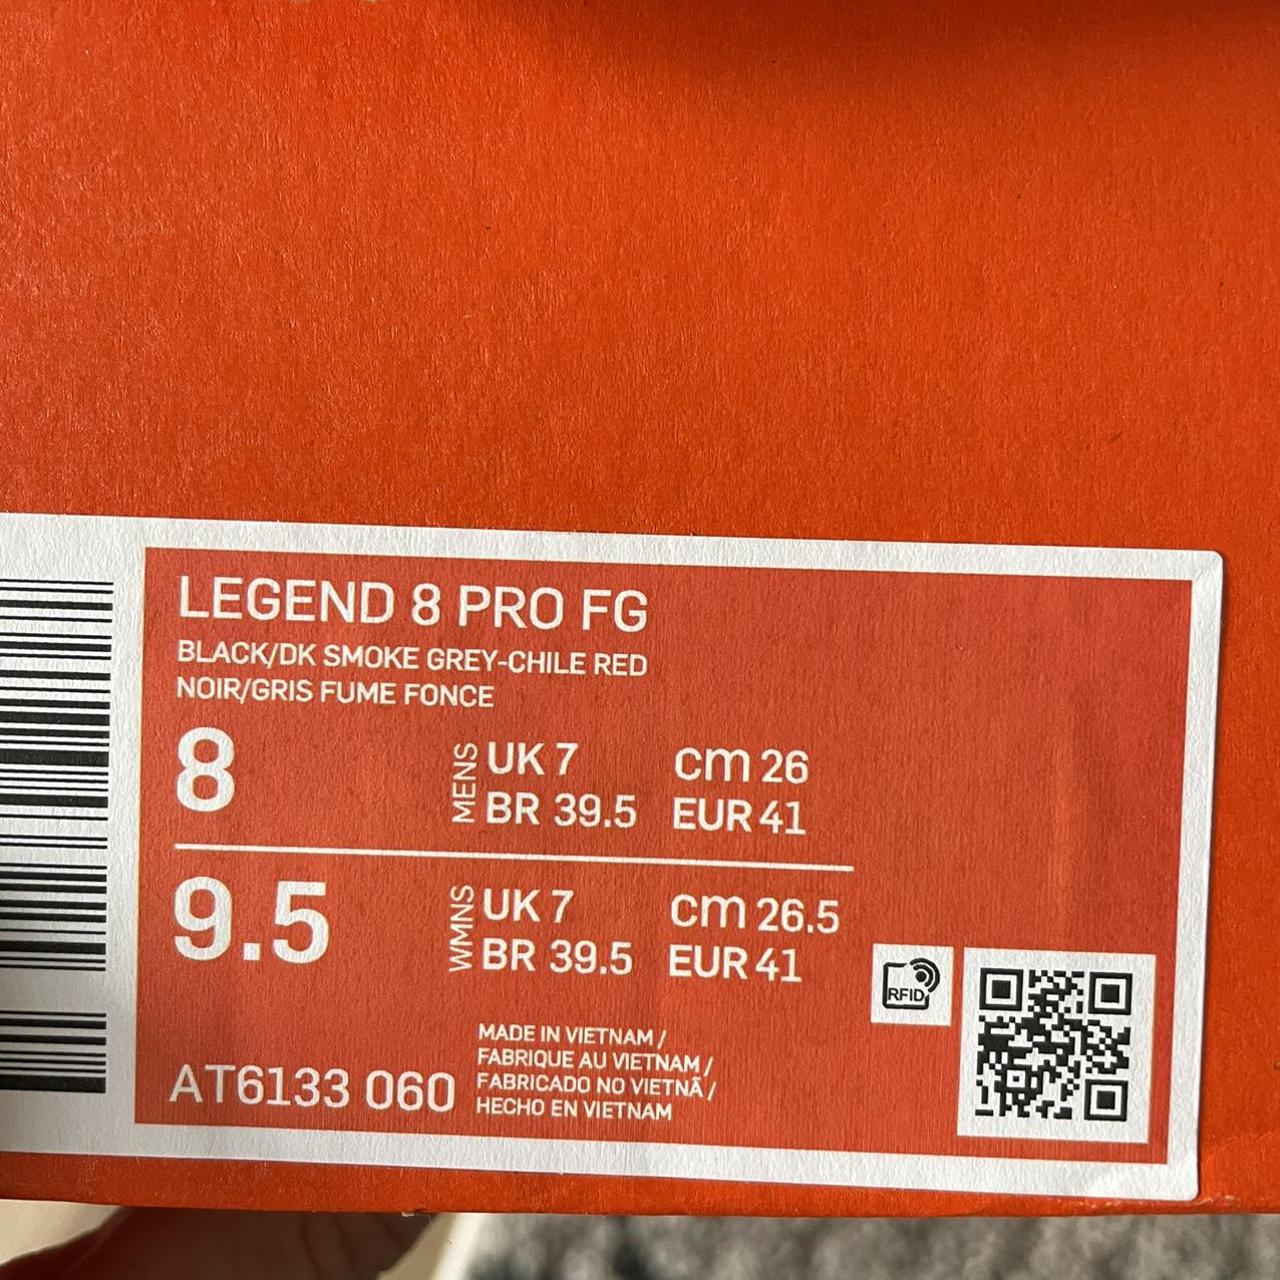 LEGEND 8 PRO FG
BLACK/DK SMOKE GREY-CHILE RED
NOIR/GRIS FUME FONCE
8
MENS
UK 7 cm 26
BR 39.5 EUR 41
9.5
WMNS
UK 7 cm 26.5
BR 39.5 EUR 41
RFID
MADE IN VIETNAM /
FABRIQUE AU VIETNAM /
FABRICADO NO VIETNÃ /
HECHO EN VIETNAM
AT6133 060